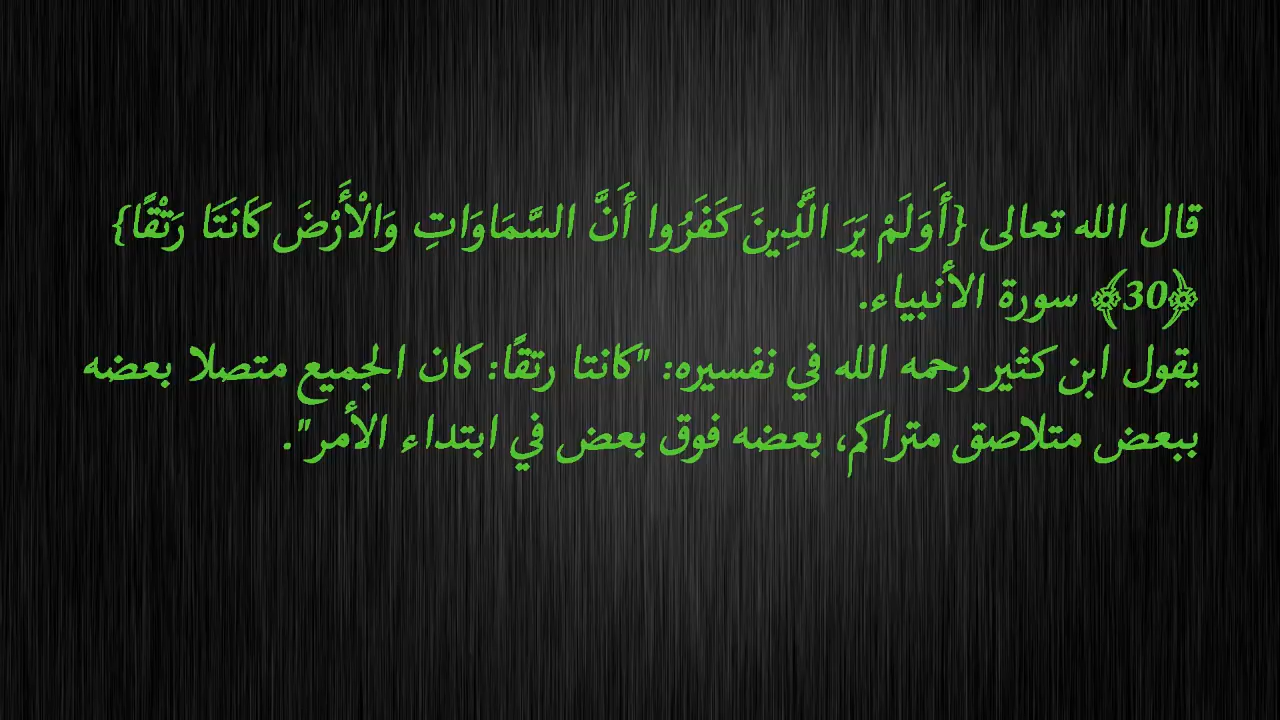 قال الله تعالى {أَوَلَمْ يَرَ الَّذِينَ كَفَرُوا أَنَّ السَّمَاوَاتِ وَالْأَرْضَ كَانَتَا رَتْقًا}
﴿30﴾ سورة الأنبياء.
يقول ابن كثير رحمه الله في نفسيره: "كانتا رتقًا: كان الجميع متصلا بعضه
ببعض متلاصق متراكم، بعضه فوق بعض في ابتداء الأمر".